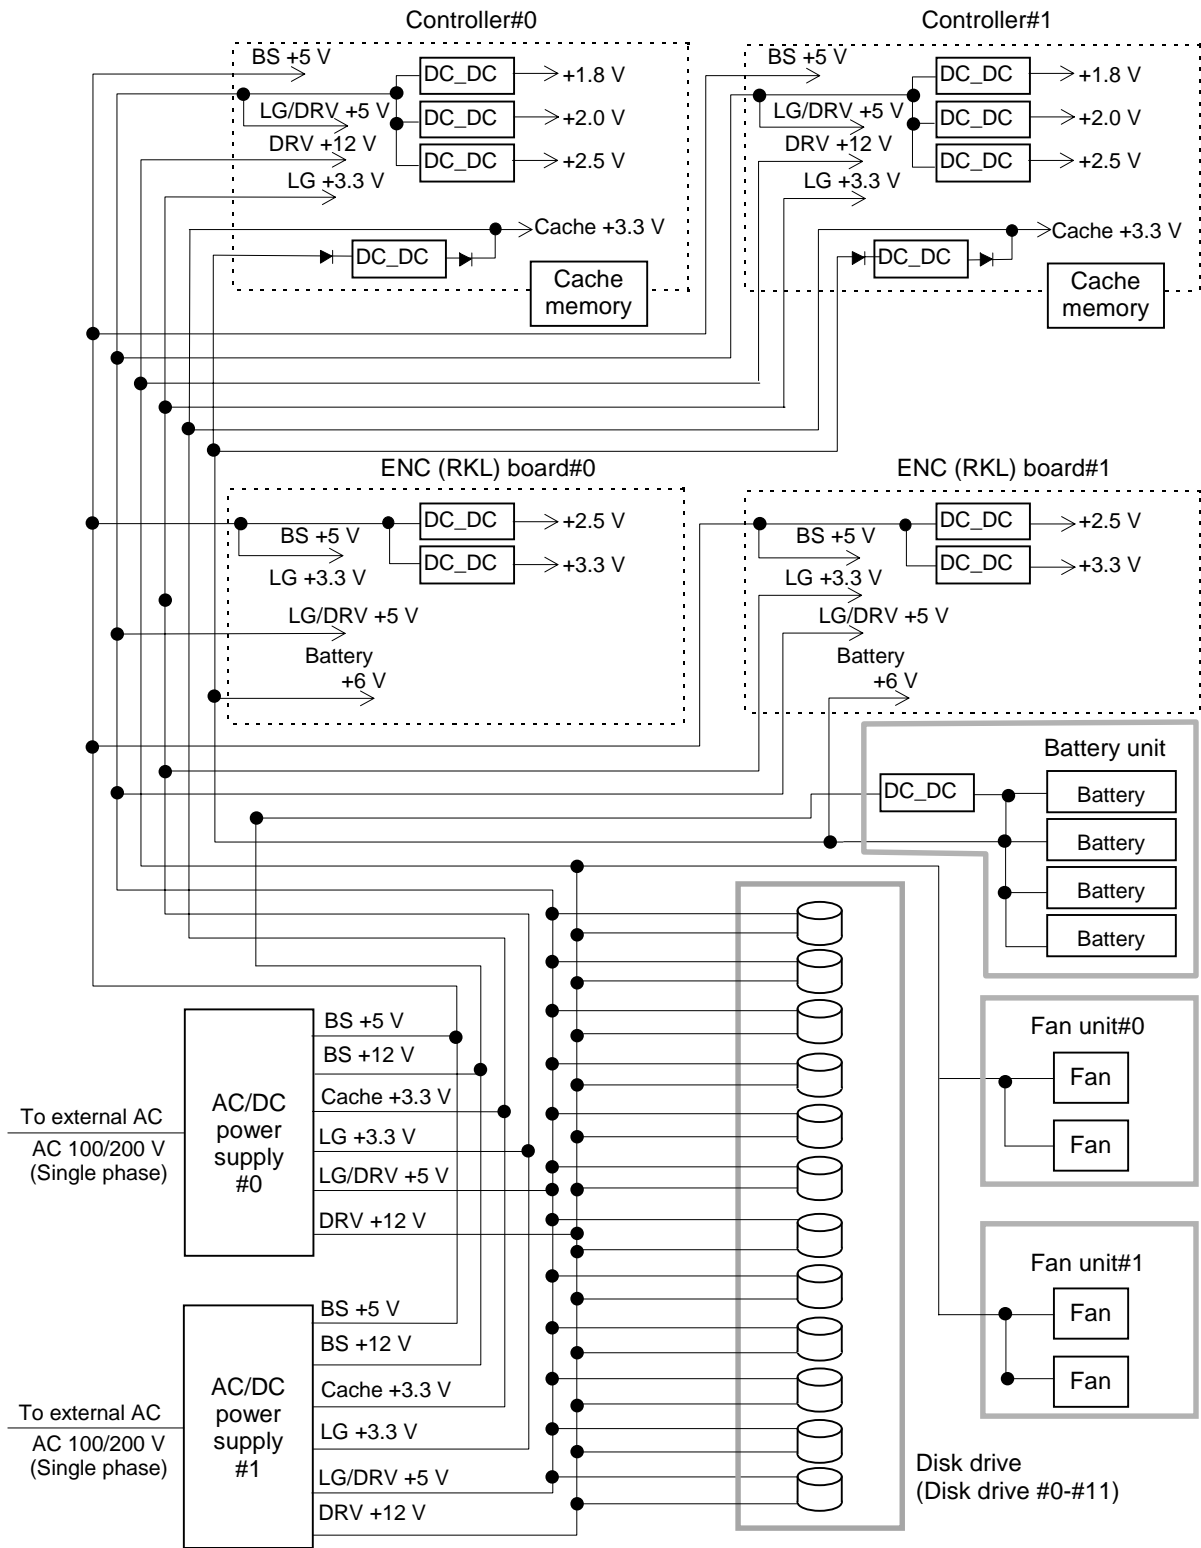 Controller#0
BS +5 V
DC_DC
+1.8 V
LG/DRV +5 V
DC_DC
+2.0 V
DRV +12 V
DC_DC
+2.5 V
LG +3.3 V
Cache +3.3 V
DC_DC
Cache
memory
Controller#1
BS +5 V
DC_DC
+1.8 V
LG/DRV +5 V
DC_DC
+2.0 V
DRV +12 V
DC_DC
+2.5 V
LG +3.3 V
Cache +3.3 V
DC_DC
Cache
memory
ENC (RKL) board#0
DC_DC
+2.5 V
BS +5 V
DC_DC
+3.3 V
LG +3.3 V
LG/DRV +5 V
Battery
+6 V
ENC (RKL) board#1
DC_DC
+2.5 V
BS +5 V
DC_DC
+3.3 V
LG +3.3 V
LG/DRV +5 V
Battery
+6 V
Battery unit
DC_DC
Battery
Battery
Battery
Battery
Fan unit#0
Fan
Fan
Fan unit#1
Fan
Fan
To external AC
AC 100/200 V
(Single phase)
AC/DC
power
supply
#0
BS +5 V
BS +12 V
Cache +3.3 V
LG +3.3 V
LG/DRV +5 V
DRV +12 V
To external AC
AC 100/200 V
(Single phase)
AC/DC
power
supply
#1
BS +5 V
BS +12 V
Cache +3.3 V
LG +3.3 V
LG/DRV +5 V
DRV +12 V
Disk drive
(Disk drive #0-#11)